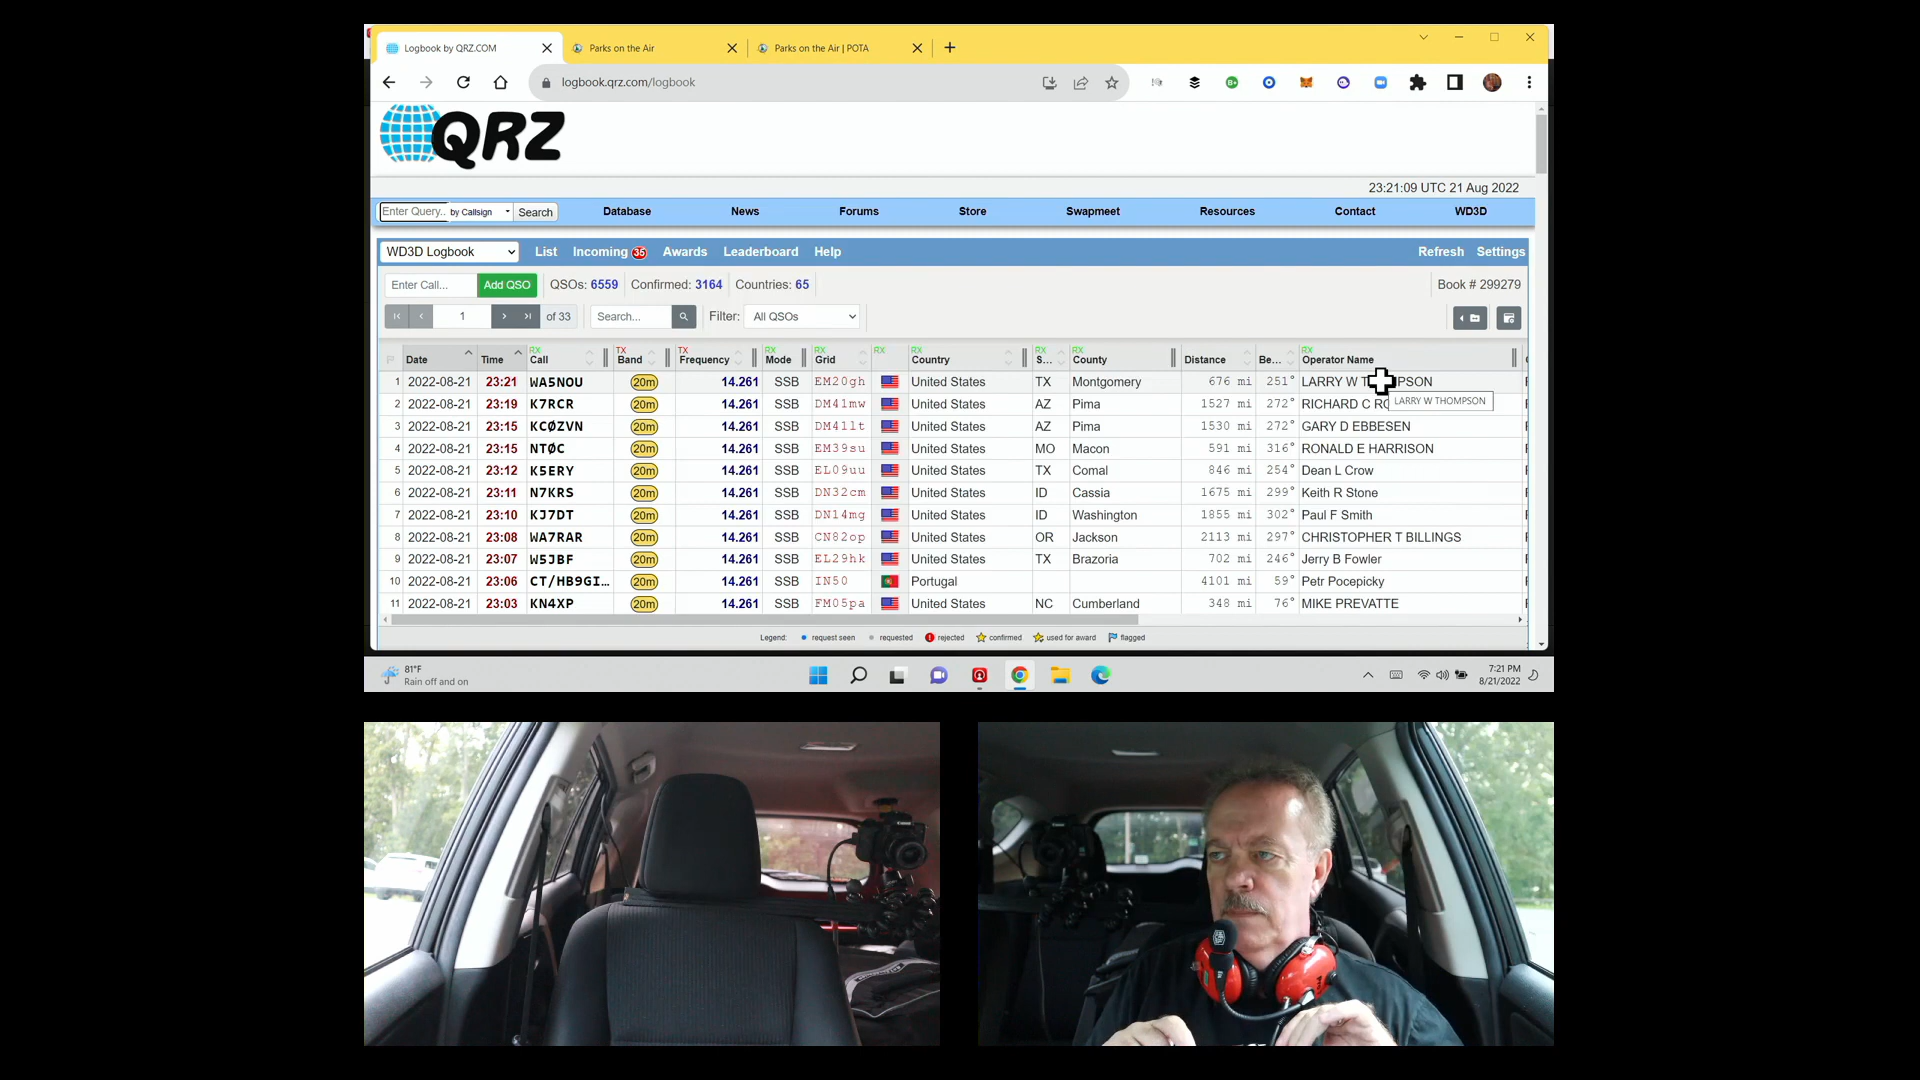 Logbook by QRZ.COM
Parks on the Air
Parks on the Air | POTA
logbook.qrz.com/logbook
QRZ
23:21:09 UTC 21 Aug 2022
Enter Query.. by Callsign Search Database News Forums Store Swapmeet Resources Contact WD3D
WD3D Logbook List Incoming 35 Awards Leaderboard Help Refresh Settings
Enter Call... Add QSO QSOs: 6559 Confirmed: 3164 Countries: 65 Book # 299279
1 of 33 Search... Filter: All QSOs
RX TX TX RX RX RX RX RX RX
Date Time Call Band Frequency Mode Grid Country S... County Distance Be... Operator Name
1 2022-08-21 23:21 WA5NOU 20m 14.261 SSB EM20gh United States TX Montgomery 676 mi 251° LARRY W T PSON
2 2022-08-21 23:19 K7RCR 20m 14.261 SSB DM41mw United States AZ Pima 1527 mi 272° RICHARD C RO
LARRY W THOMPSON
3 2022-08-21 23:15 KCØZVN 20m 14.261 SSB DM41lt United States AZ Pima 1530 mi 272° GARY D EBBESEN
4 2022-08-21 23:15 NTØC 20m 14.261 SSB EM39su United States MO Macon 591 mi 316° RONALD E HARRISON
5 2022-08-21 23:12 K5ERY 20m 14.261 SSB EL09uu United States TX Comal 846 mi 254° Dean L Crow
6 2022-08-21 23:11 N7KRS 20m 14.261 SSB DN32cm United States ID Cassia 1675 mi 299° Keith R Stone
7 2022-08-21 23:10 KJ7DT 20m 14.261 SSB DN14mg United States ID Washington 1855 mi 302° Paul F Smith
8 2022-08-21 23:08 WA7RAR 20m 14.261 SSB CN82op United States OR Jackson 2113 mi 297° CHRISTOPHER T BILLINGS
9 2022-08-21 23:07 W5JBF 20m 14.261 SSB EL29hk United States TX Brazoria 702 mi 246° Jerry B Fowler
10 2022-08-21 23:06 CT/HB9GI... 20m 14.261 SSB IN50 Portugal 4101 mi 59° Petr Pocepicky
11 2022-08-21 23:03 KN4XP 20m 14.261 SSB FM05pa United States NC Cumberland 348 mi 76° MIKE PREVATTE
Legend: request seen requested rejected confirmed used for award flagged
81°F
Rain off and on
7:21 PM
8/21/2022
Canon